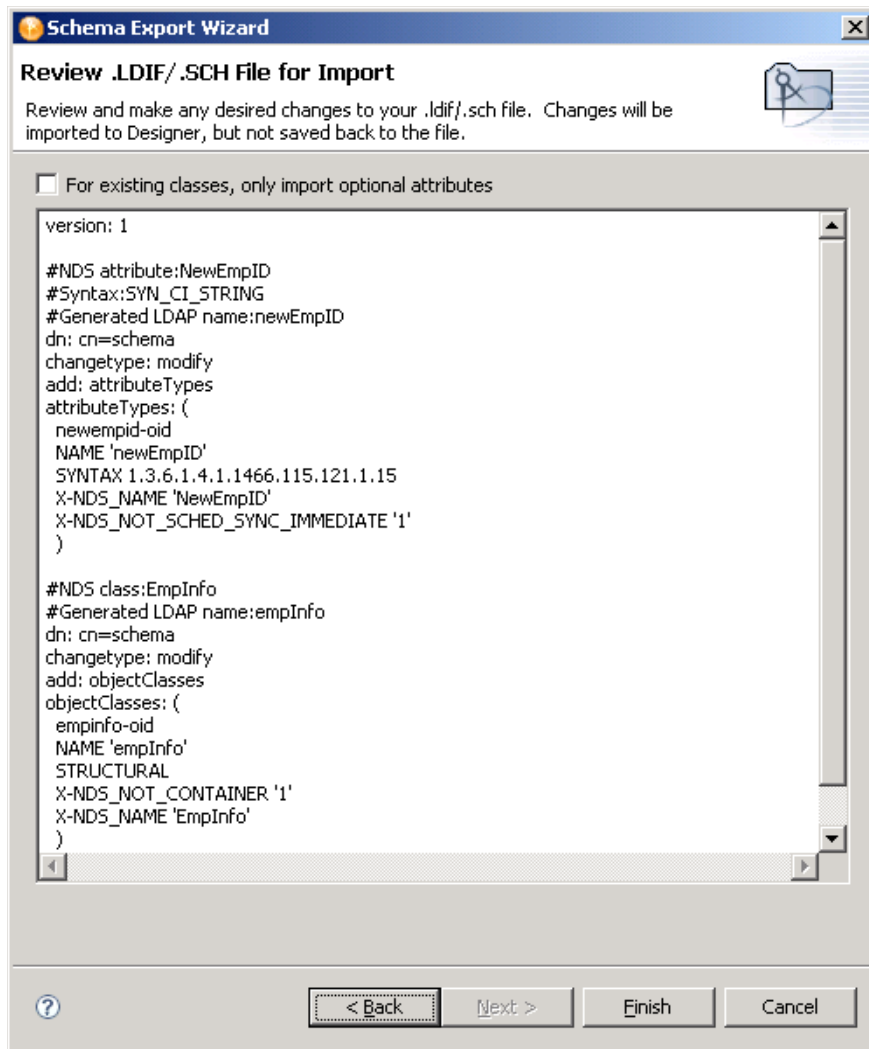 Schema Export Wizard
Review .LDIF/.SCH File for Import
Review and make any desired changes to your .ldif/.sch file.  Changes will be
imported to Designer, but not saved back to the file.
For existing classes, only import optional attributes
version: 1
#NDS attribute:NewEmpID
#Syntax:SYN_CI_STRING
#Generated LDAP name:newEmpID
dn: cn=schema
changetype: modify
add: attributeTypes
attributeTypes: (
newempid-oid
NAME 'newEmpID'
SYNTAX 1.3.6.1.4.1.1466.115.121.1.15
X-NDS_NAME 'NewEmpID'
X-NDS_NOT_SCHED_SYNC_IMMEDIATE '1'
)
#NDS class:EmpInfo
#Generated LDAP name:empInfo
dn: cn=schema
changetype: modify
add: objectClasses
objectClasses: (
empinfo-oid
NAME 'empInfo'
STRUCTURAL
X-NDS_NOT_CONTAINER '1'
X-NDS_NAME 'EmpInfo'
)
? < Back Next > Finish Cancel